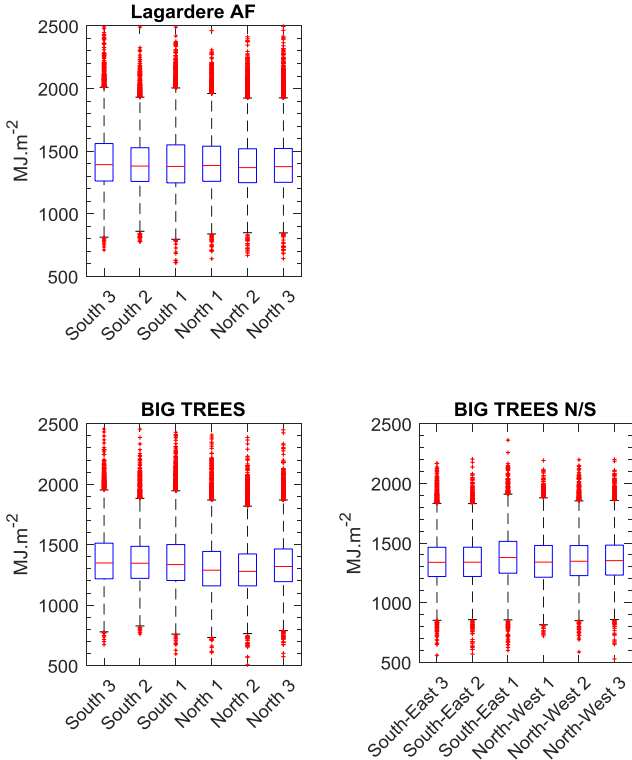 Lagardere AF
MJ.m-2
2500
2000
1500
1000
500
South 3
South 2
South 1
North 1
North 2
North 3
BIG TREES
MJ.m-2
2500
2000
1500
1000
500
South 3
South 2
South 1
North 1
North 2
North 3
BIG TREES N/S
MJ.m-2
2500
2000
1500
1000
500
South-East 3
South-East 2
South-East 1
North-West 1
North-West 2
North-West 3